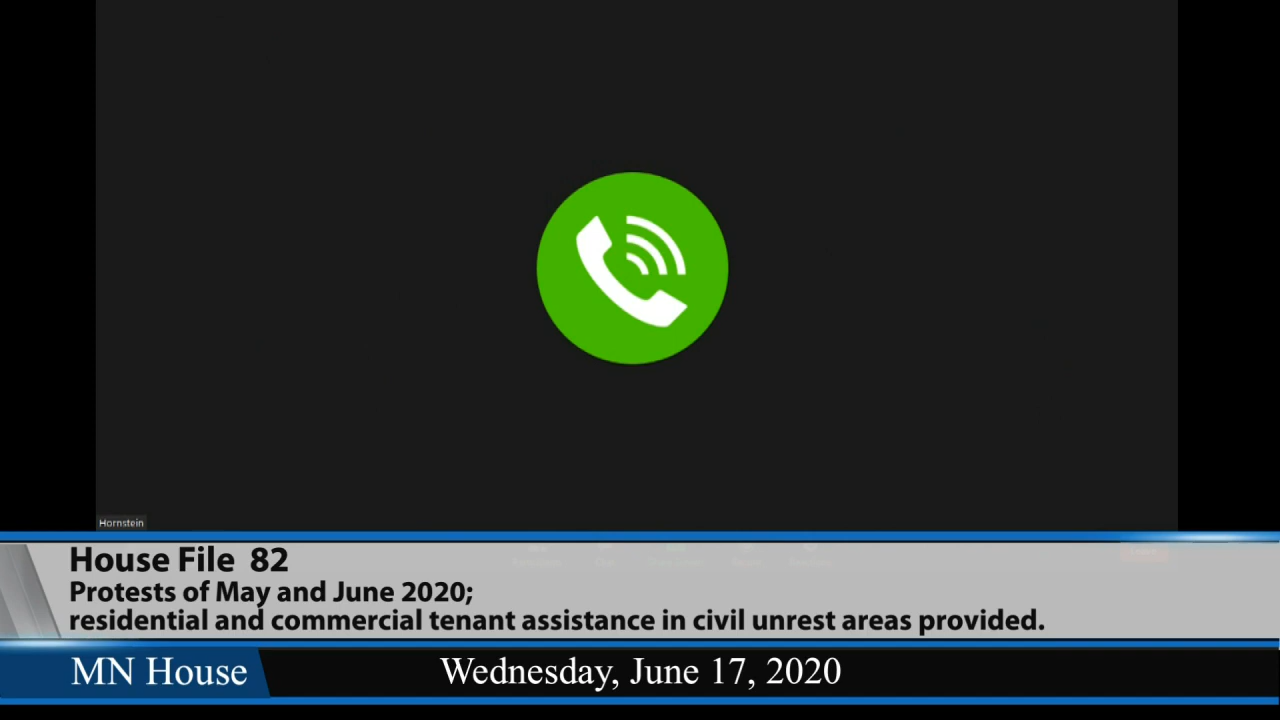 Hornstein
House File 82
Protests of May and June 2020;
residential and commercial tenant assistance in civil unrest areas provided.
MN House
Wednesday, June 17, 2020